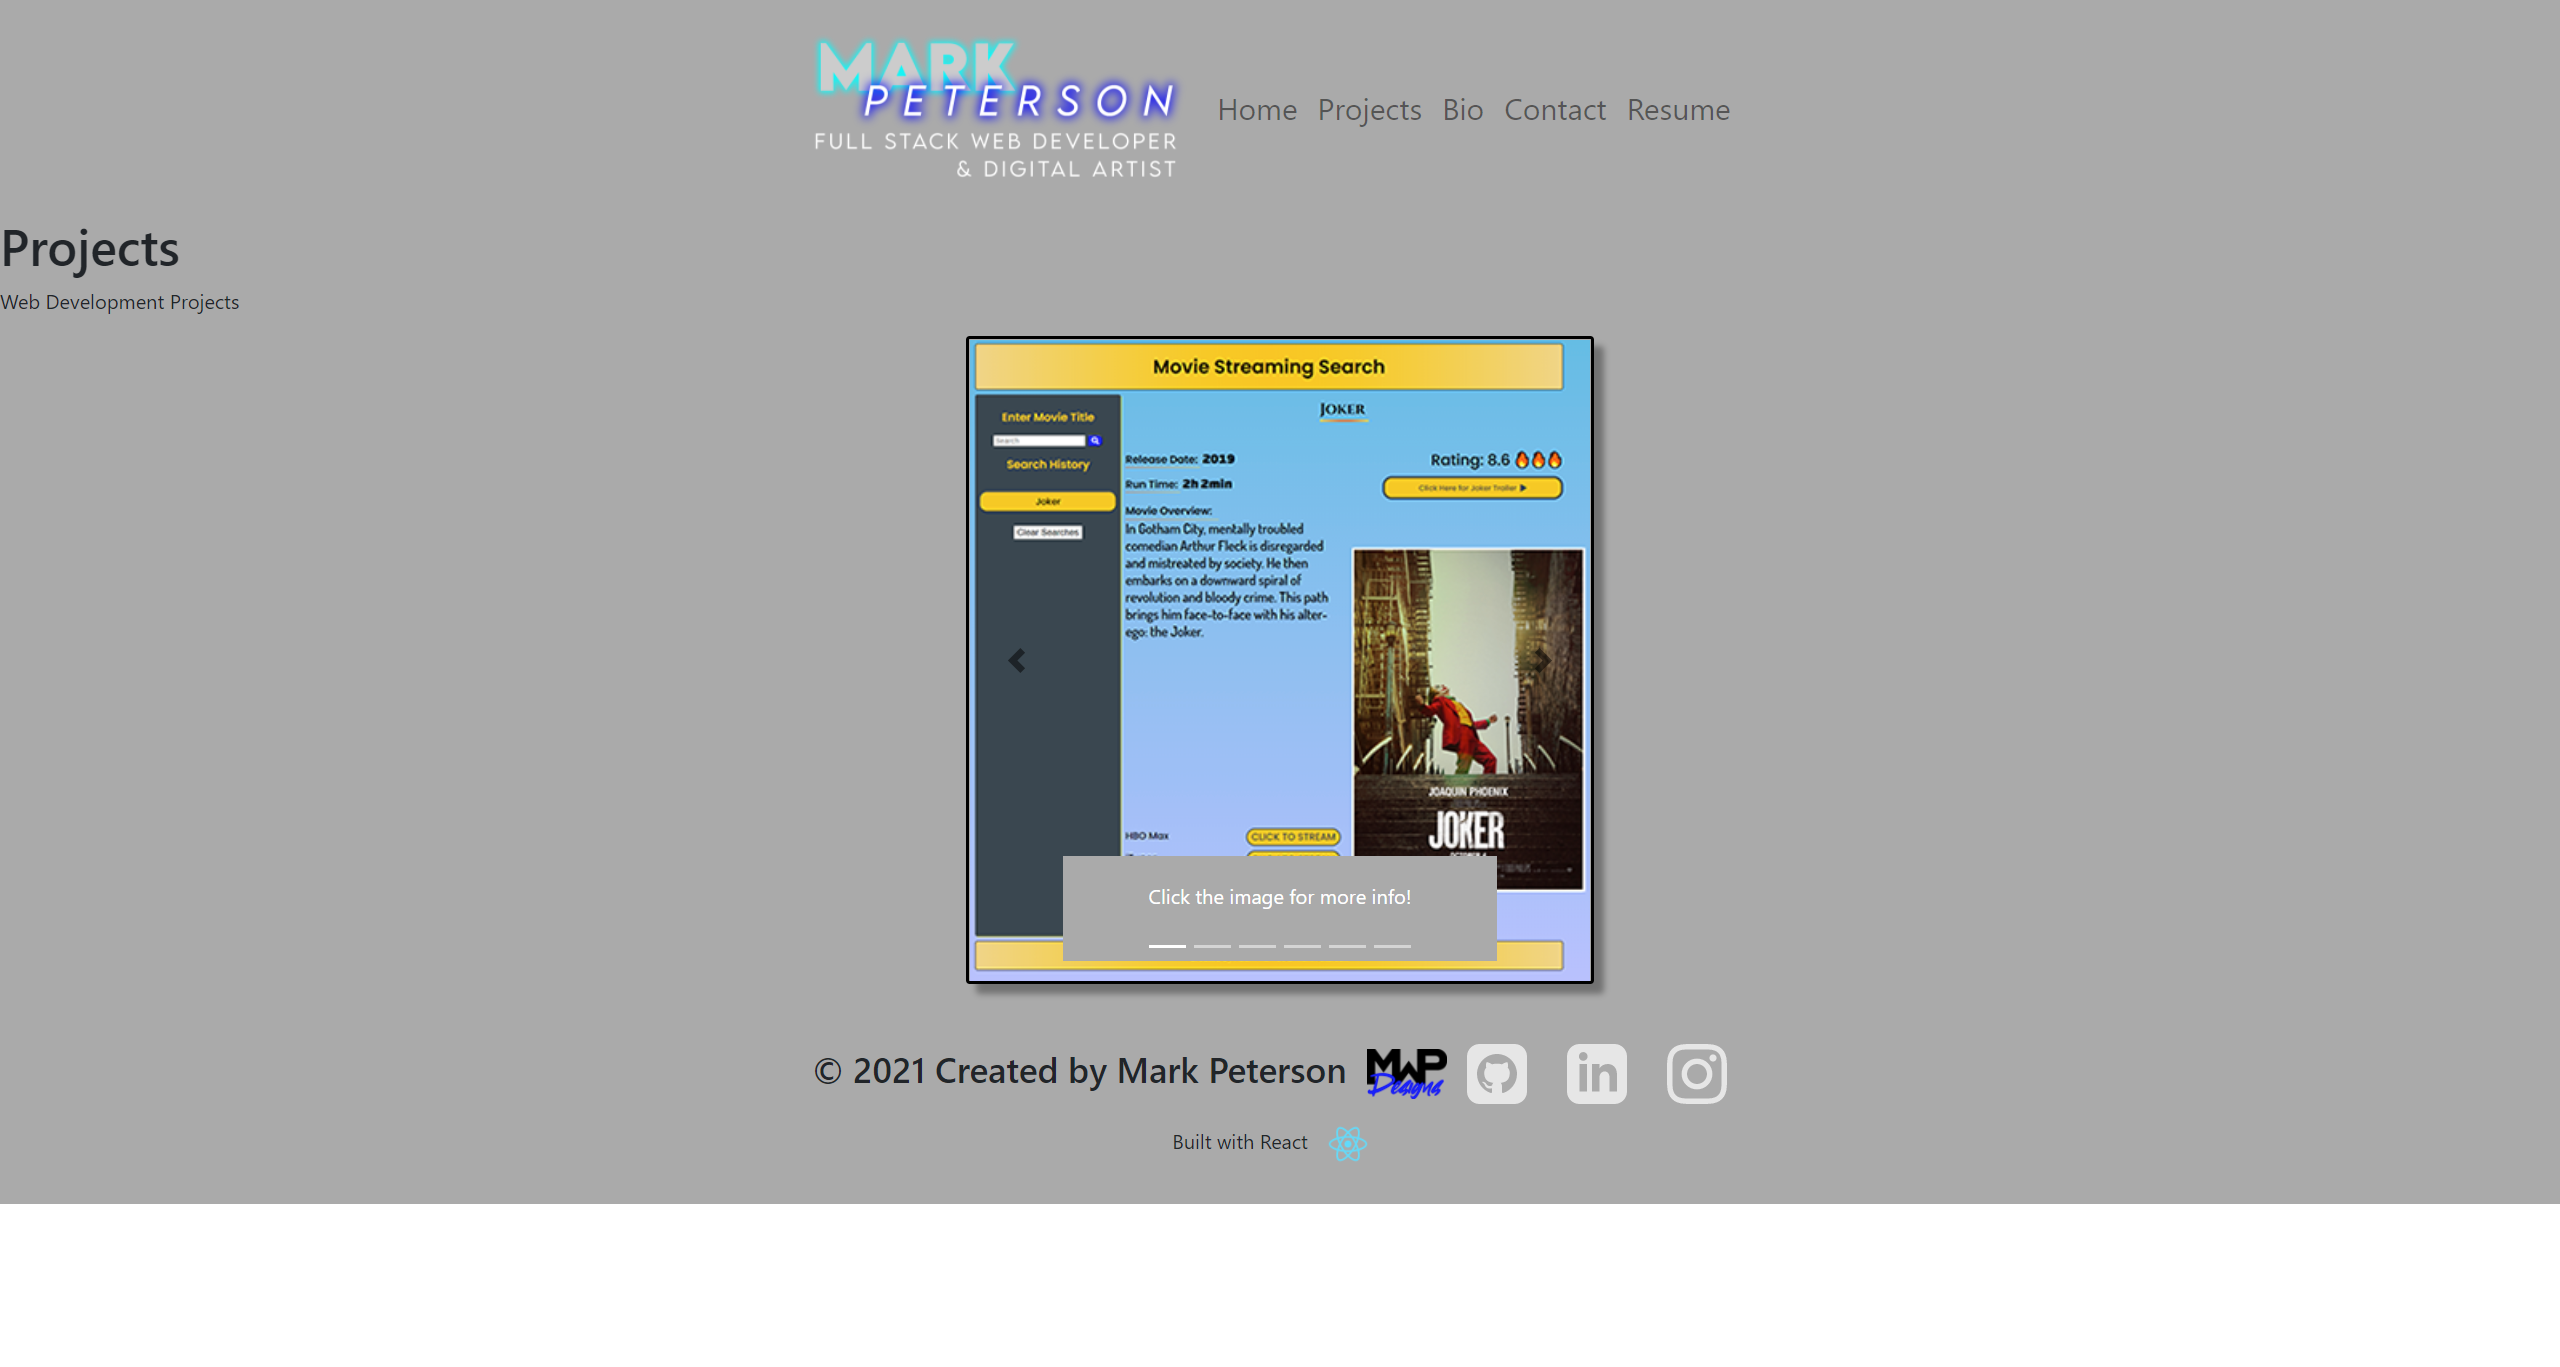 MARK
PETERSON
FULL STACK WEB DEVELOPER
& DIGITAL ARTIST
Home Projects Bio Contact Resume
Projects
Web Development Projects
Movie Streaming Search
Enter Movie Title
Search
Search History
Joker
Clear Searches
JOKER
Release Date: 2019
Run Time: 2h 2min
Rating: 8.6
Click Here for Joker Trailer
Movie Overview:
In Gotham City, mentally troubled
comedian Arthur Fleck is disregarded
and mistreated by society. He then
embarks on a downward spiral of
revolution and bloody crime. This path
brings him face-to-face with his alter-
ego: the Joker.
JOAQUIN PHOENIX
JOKER
HBO Max
CLICK TO STREAM
Click the image for more info!
© 2021 Created by Mark Peterson
MWP
Designs
in
Built with React